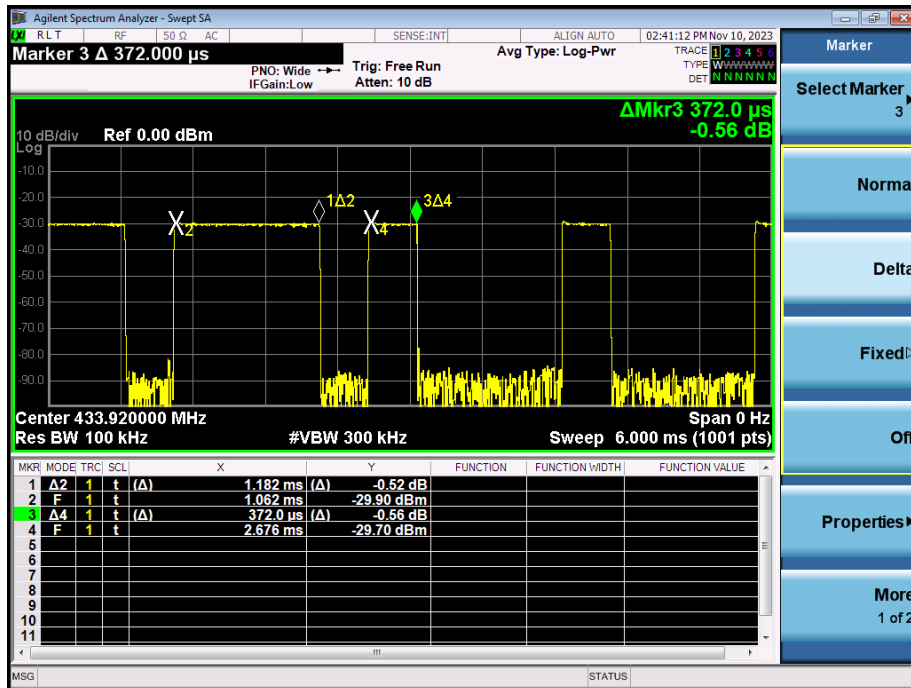 Agilent Spectrum Analyzer - Swept SA
LXI RLT RF 50 Ω AC SENSE:INT ALIGN AUTO 02:41:12 PM Nov 10, 2023
Marker 3 Δ 372.000 µs
PNO: Wide
IFGain:Low
Trig: Free Run
Atten: 10 dB
Avg Type: Log-Pwr
TRACE 1 2 3 4 5 6
TYPE WWWWWWW
DET N N N N N N
ΔMkr3 372.0 µs
-0.56 dB
10 dB/div Ref 0.00 dBm
Log
-10.0
-20.0
-30.0
-40.0
-50.0
-60.0
-70.0
-80.0
-90.0
X2
1Δ2
X4
3Δ4
Center 433.920000 MHz Span 0 Hz
Res BW 100 kHz #VBW 300 kHz Sweep 6.000 ms (1001 pts)
MKR MODE TRC SCL X Y FUNCTION FUNCTION WIDTH FUNCTION VALUE
1 Δ2 1 t (Δ) 1.182 ms (Δ) -0.52 dB
2 F 1 t 1.062 ms -29.90 dBm
3 Δ4 1 t (Δ) 372.0 µs (Δ) -0.56 dB
4 F 1 t 2.676 ms -29.70 dBm
5
6
7
8
9
10
11
MSG STATUS
Marker
Select Marker
3
Norma
Delta
Fixed
Off
Properties
More
1 of 2